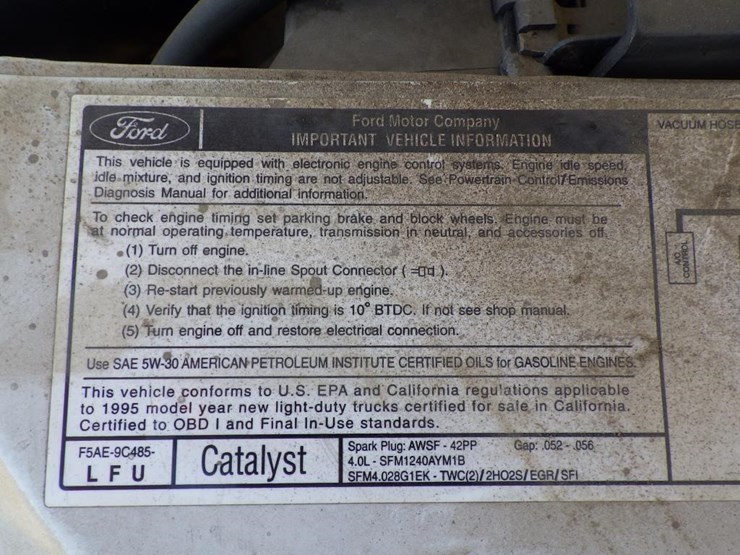 Ford
Ford Motor Company
IMPORTANT VEHICLE INFORMATION
This vehicle is equipped with electronic engine control systems. Engine idle speed,
idle mixture, and ignition timing are not adjustable. See Powertrain Control/Emissions
Diagnosis Manual for additional information.
To check engine timing set parking brake and block wheels. Engine must be
at normal operating temperature, transmission in neutral, and accessories off.
(1) Turn off engine.
(2) Disconnect the in-line Spout Connector ( ).
(3) Re-start previously warmed-up engine.
(4) Verify that the ignition timing is 10° BTDC. If not see shop manual.
(5) Turn engine off and restore electrical connection.
Use SAE 5W-30 AMERICAN PETROLEUM INSTITUTE CERTIFIED OILS for GASOLINE ENGINES.
This vehicle conforms to U.S. EPA and California regulations applicable
to 1995 model year new light-duty trucks certified for sale in California.
Certified to OBD I and Final In-Use standards.
F5AE-9C485-
LFU
Catalyst
Spark Plug: AWSF - 42PP Gap: .052 - .056
4.0L - SFM1240AYM1B
SFM4.028G1EK - TWC(2)/2HO2S/EGR/SFI
VACUUM HOSE
CONTROL